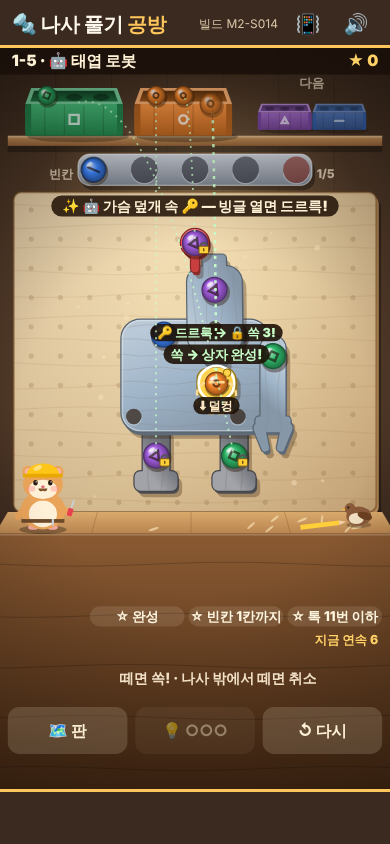 나사 풀기 공방
빌드 M2-S014
1-5 · 태엽 로봇
★ 0
다음
빈칸
1/5
가슴 덮개 속 — 빙글 열면 드르륵!
드르륵 → 쏙 3!
쏙 → 상자 완성!
⬇덜컹
☆ 완성
☆ 빈칸 1칸까지
☆ 톡 11번 이하
지금 연속 6
떼면 쏙! · 나사 밖에서 떼면 취소
판
다시